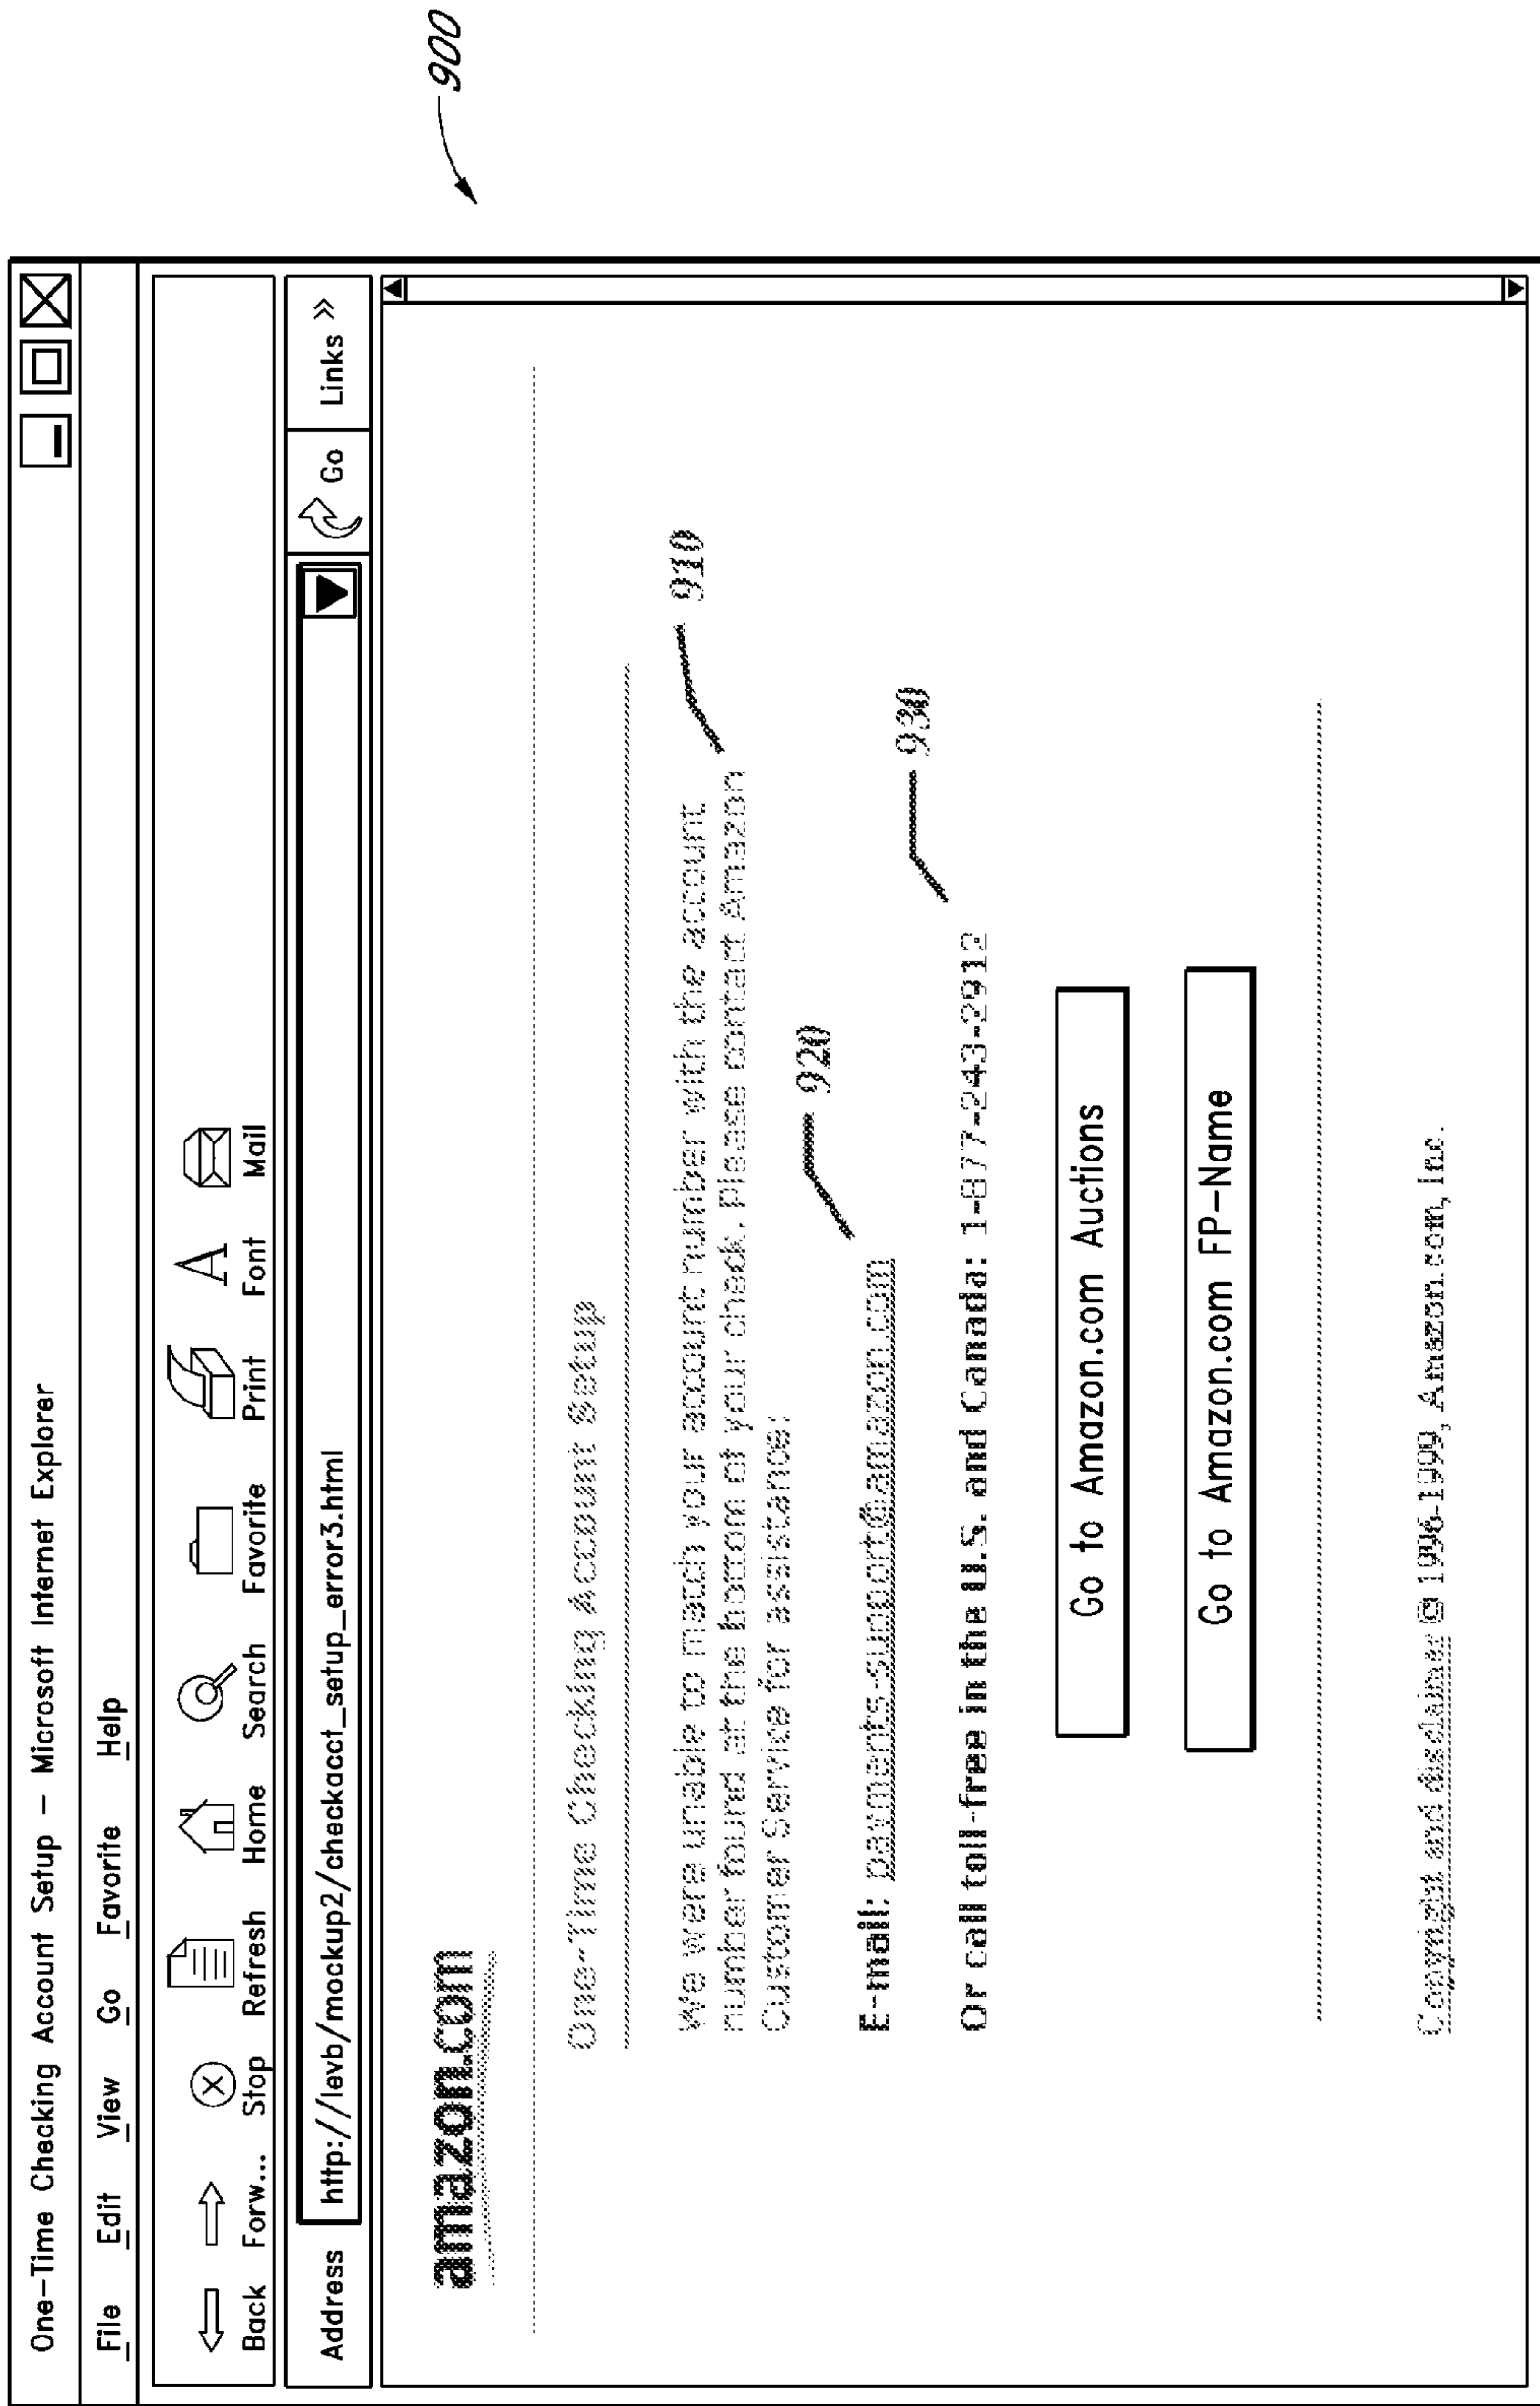 One-Time Checking Account Setup – Microsoft Internet Explorer
File Edit View Go Favorite Help
Back Forw... Stop Refresh Home Search Favorite Print Font Mail
Address http://levb/mockup2/checkacct_setup_error3.html Go Links »
900
amazon.com
One-Time Checking Account Setup
We were unable to match your account number with the account
number found at the bottom of your check. Please contact Amazon
Customer Service for assistance:
910
E-mail: payments-support@amazon.com
920
Or call toll-free in the U.S. and Canada: 1-877-243-2912
930
Go to Amazon.com Auctions
Go to Amazon.com FP-Name
Copyright and disclaimer © 1996-1999, Amazon.com, Inc.